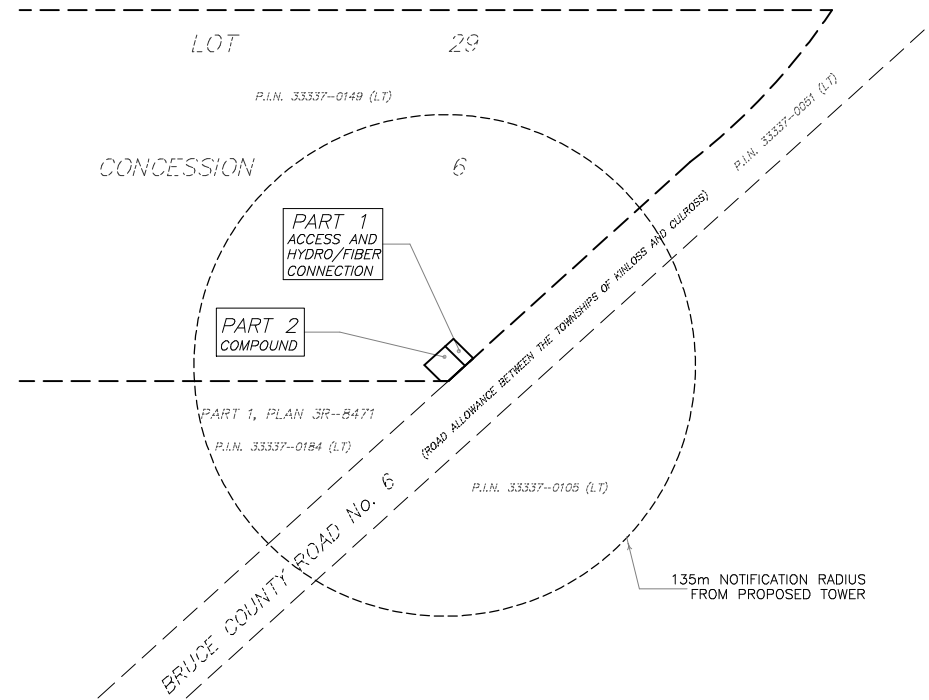 LOT 29
P.I.N. 33337-0149 (LT)
P.I.N. 33337-0051 (LT)
CONCESSION 6
PART 1
ACCESS AND
HYDRO/FIBER
CONNECTION
PART 2
COMPOUND
(ROAD ALLOWANCE BETWEEN THE TOWNSHIPS OF KINLOSS AND CULROSS)
PART 1, PLAN 3R-8471
P.I.N. 33337-0184 (LT)
P.I.N. 33337-0105 (LT)
BRUCE COUNTY ROAD No. 6
135m NOTIFICATION RADIUS
FROM PROPOSED TOWER